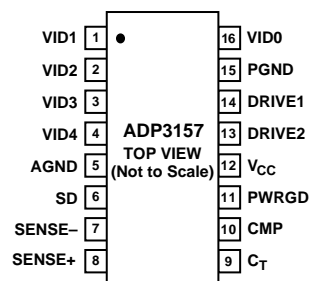 VID1 1 16 VID0
VID2 2 15 PGND
VID3 3 14 DRIVE1
VID4 4 ADP3157 13 DRIVE2
AGND 5 TOP VIEW (Not to Scale) 12 VCC
SD 6 11 PWRGD
SENSE– 7 10 CMP
SENSE+ 8 9 CT